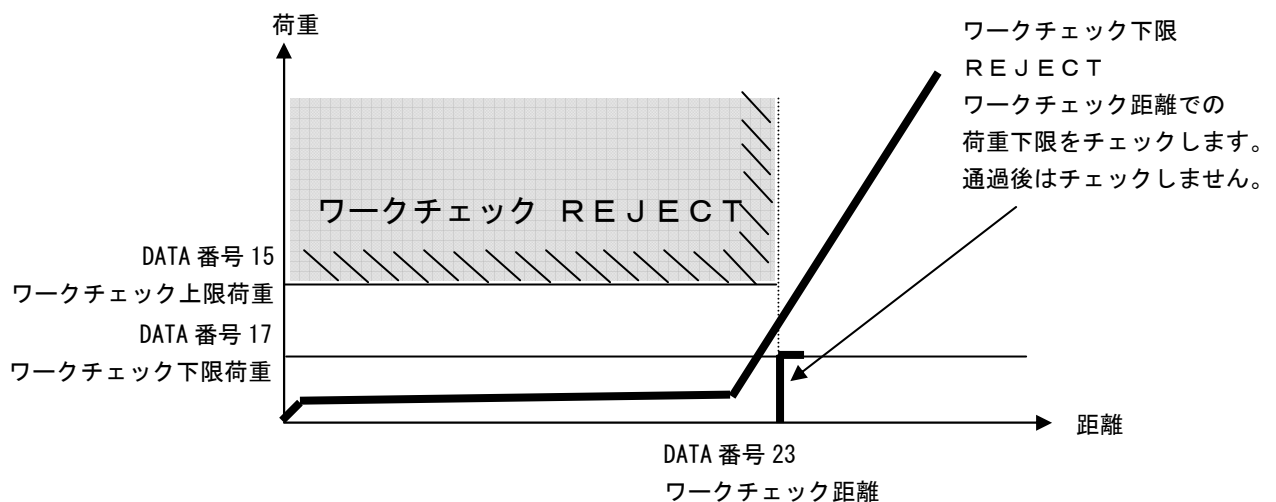 荷重
ワークチェック下限
ＲＥＪＥＣＴ
ワークチェック距離での
荷重下限をチェックします。
通過後はチェックしません。
ワークチェック ＲＥＪＥＣＴ
DATA 番号 15
ワークチェック上限荷重
DATA 番号 17
ワークチェック下限荷重
距離
DATA 番号 23
ワークチェック距離